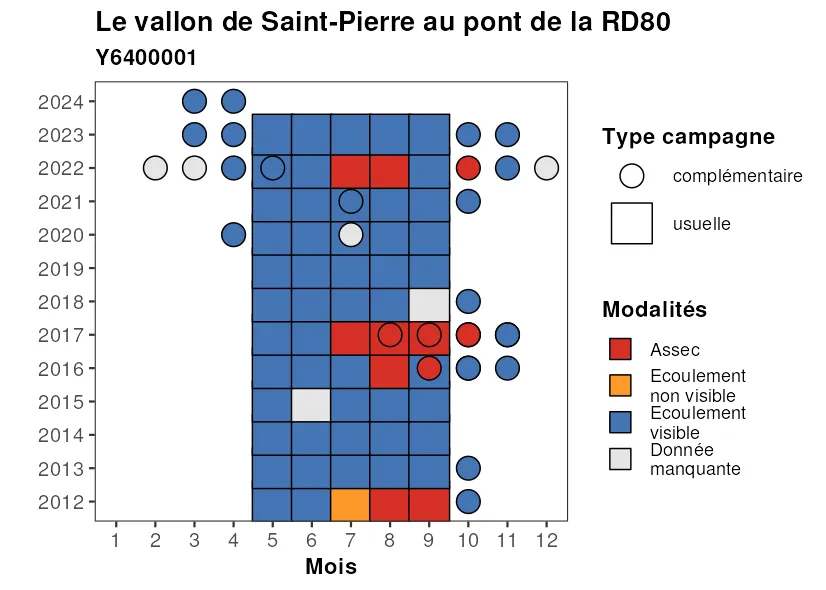 Le vallon de Saint-Pierre au pont de la RD80
Y6400001
2024
2023
2022
2021
2020
2019
2018
2017
2016
2015
2014
2013
2012
1 2 3 4 5 6 7 8 9 10 11 12
Mois
Type campagne
complémentaire
usuelle
Modalités
Assec
Ecoulement
non visible
Ecoulement
visible
Donnée
manquante